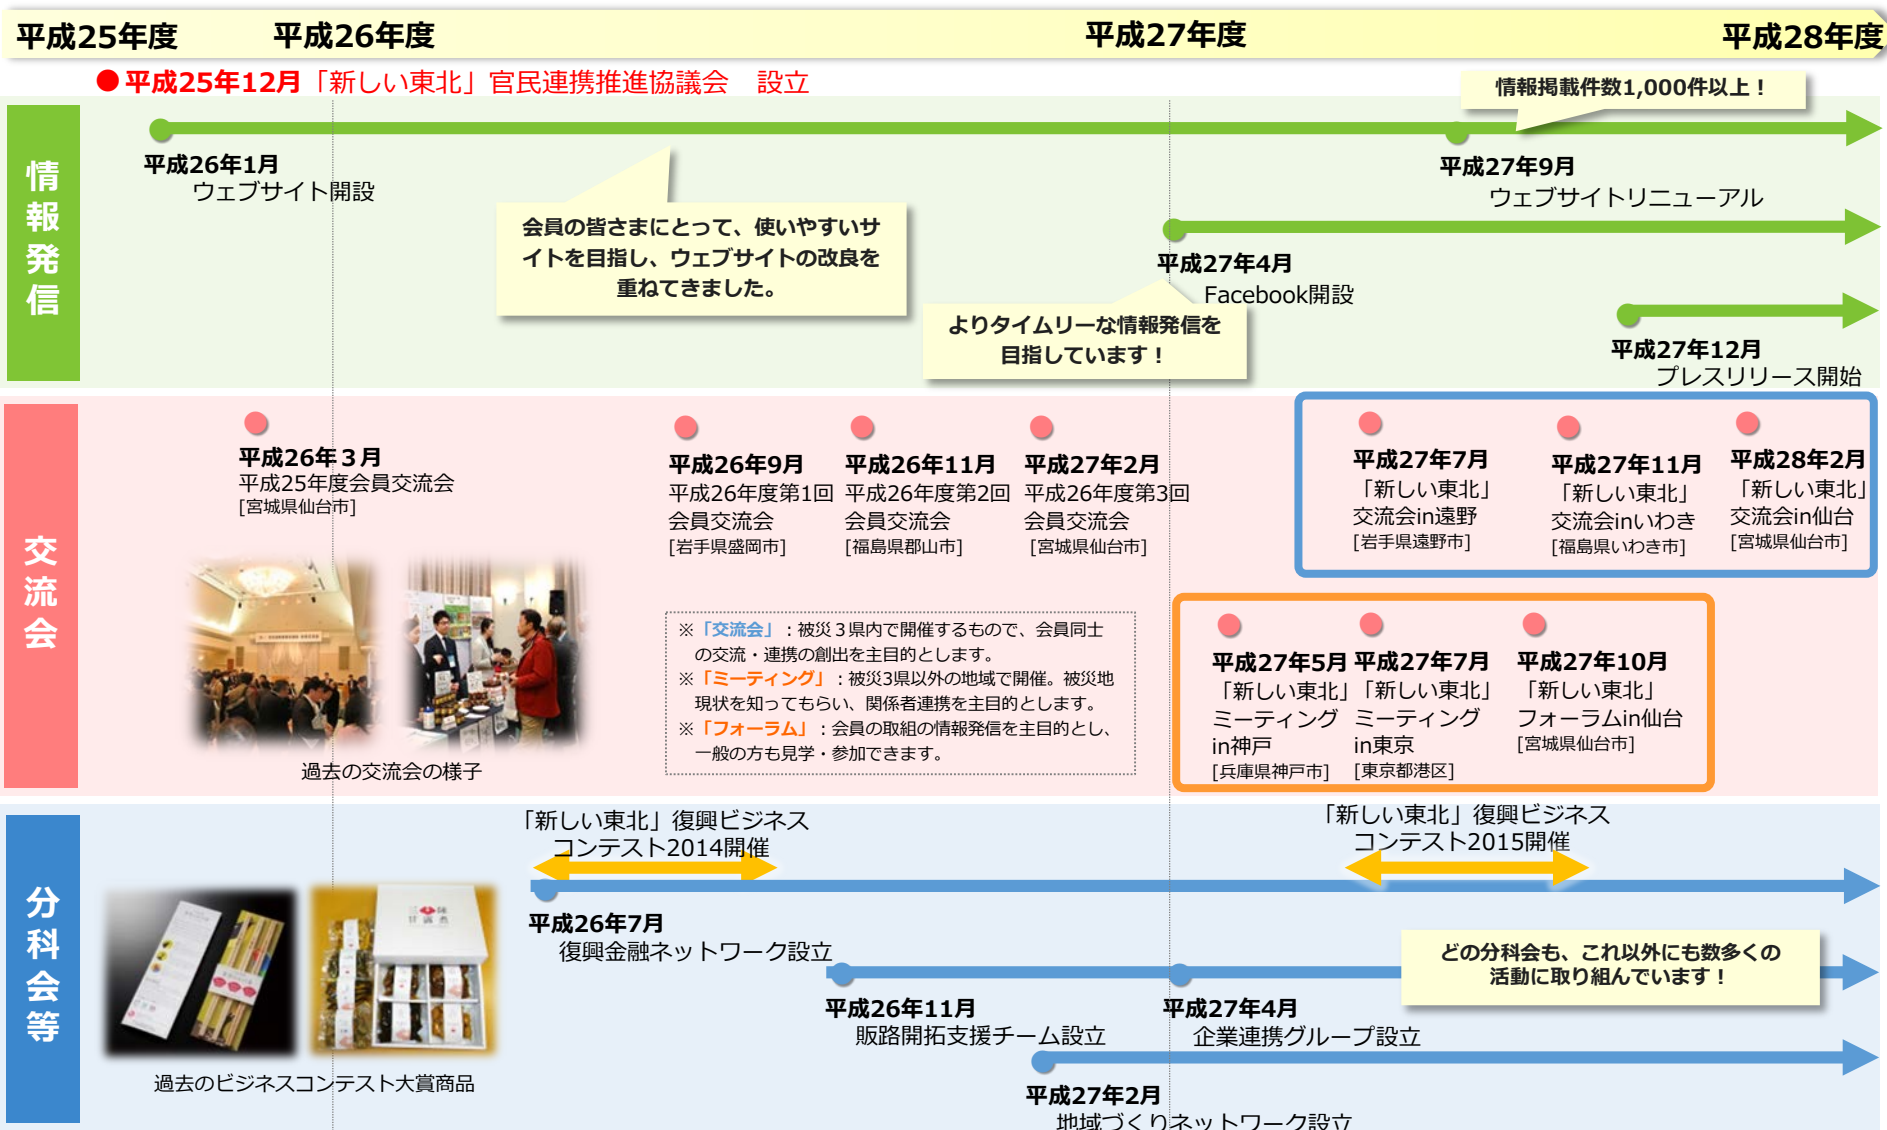 平成25年度
平成26年度
平成27年度
平成28年度
●平成25年12月「新しい東北」官民連携推進協議会　設立
情報掲載件数1,000件以上！
情報発信
平成26年1月
ウェブサイト開設
平成27年9月
ウェブサイトリニューアル
会員の皆さまにとって、使いやすいサ
イトを目指し、ウェブサイトの改良を
重ねてきました。
平成27年4月
Facebook開設
よりタイムリーな情報発信を
目指しています！
平成27年12月
プレスリリース開始
交流会
平成26年３月
平成25年度会員交流会
[宮城県仙台市]
平成26年9月
平成26年度第1回
会員交流会
[岩手県盛岡市]
平成26年11月
平成26年度第2回
会員交流会
[福島県郡山市]
平成27年2月
平成26年度第3回
会員交流会
[宮城県仙台市]
平成27年7月
「新しい東北」
交流会in遠野
[岩手県遠野市]
平成27年11月
「新しい東北」
交流会inいわき
[福島県いわき市]
平成28年2月
「新しい東北」
交流会in仙台
[宮城県仙台市]
過去の交流会の様子
※「交流会」：被災３県内で開催するもので、会員同士
の交流・連携の創出を主目的とします。
※「ミーティング」：被災3県以外の地域で開催。被災地
現状を知ってもらい、関係者連携を主目的とします。
※「フォーラム」：会員の取組の情報発信を主目的とし、
一般の方も見学・参加できます。
平成27年5月
「新しい東北」
ミーティング
in神戸
[兵庫県神戸市]
平成27年7月
「新しい東北」
ミーティング
in東京
[東京都港区]
平成27年10月
「新しい東北」
フォーラムin仙台
[宮城県仙台市]
分科会等
「新しい東北」復興ビジネス
コンテスト2014開催
「新しい東北」復興ビジネス
コンテスト2015開催
平成26年7月
復興金融ネットワーク設立
どの分科会も、これ以外にも数多くの
活動に取り組んでいます！
平成26年11月
販路開拓支援チーム設立
平成27年4月
企業連携グループ設立
過去のビジネスコンテスト大賞商品
平成27年2月
地域づくりネットワーク設立